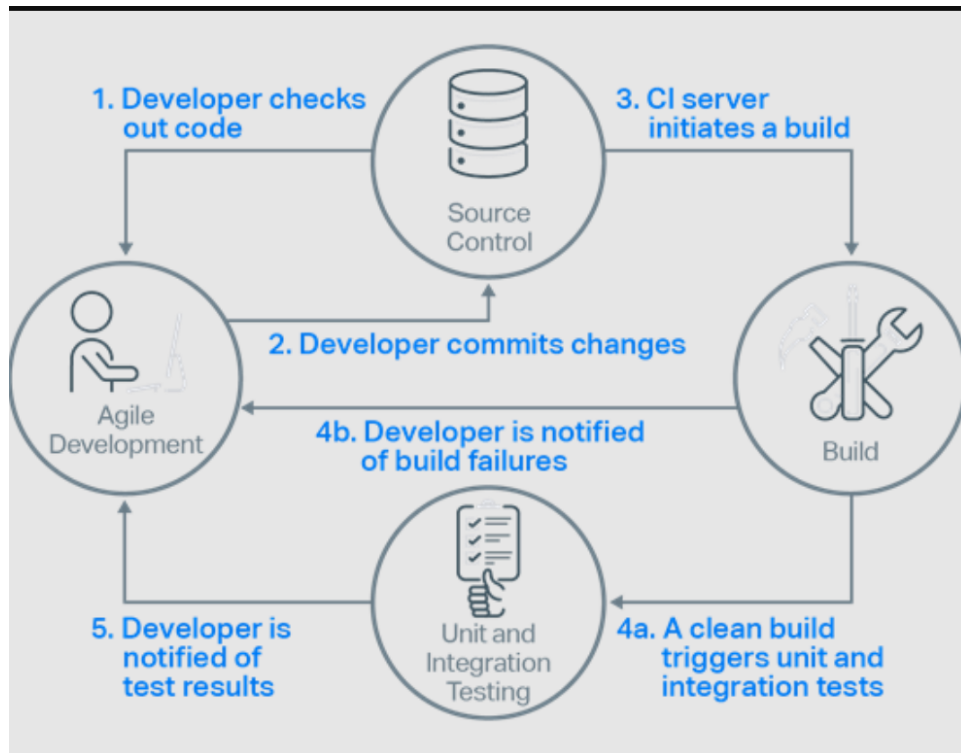 1. Developer checks
out code
3. CI server
initiates a build
Source
Control
2. Developer commits changes
Agile
Development
4b. Developer is notified
of build failures
Build
5. Developer is
notified of
test results
Unit and
Integration
Testing
4a. A clean build
triggers unit and
integration tests